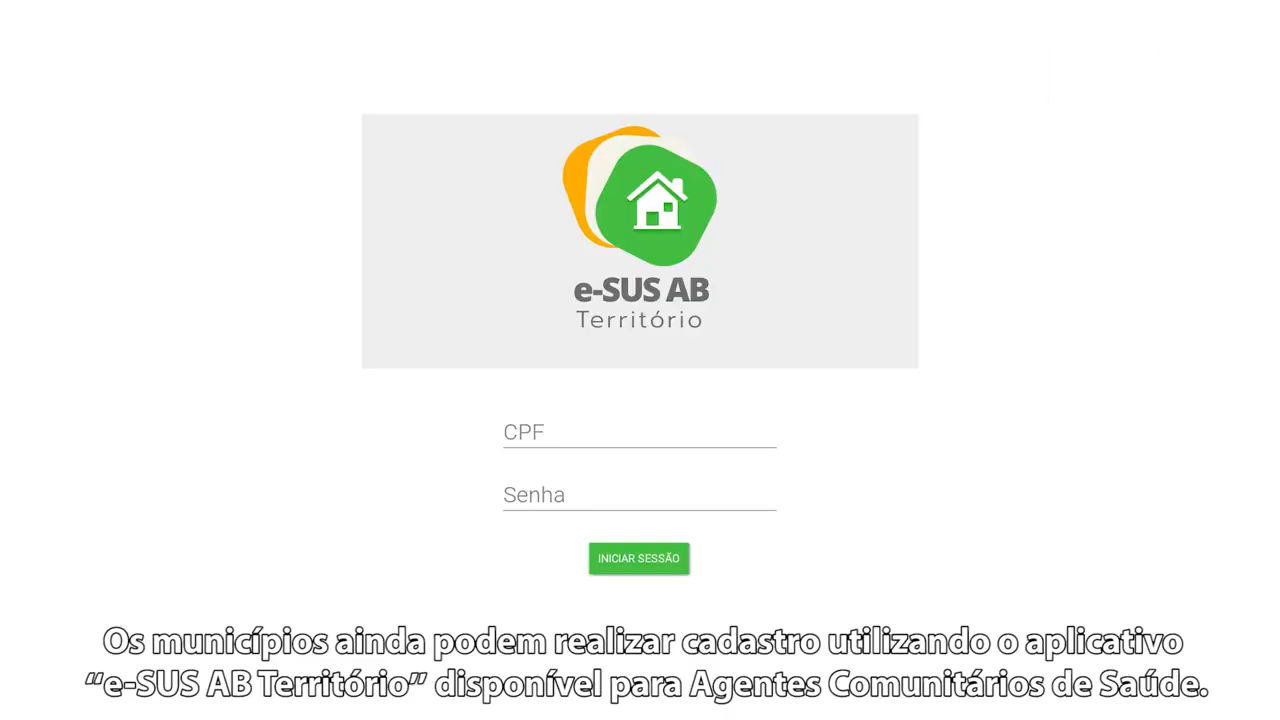 e-SUS AB
Território
CPF
Senha
INICIAR SESSÃO
Os municípios ainda podem realizar cadastro utilizando o aplicativo
“e-SUS AB Território” disponível para Agentes Comunitários de Saúde.